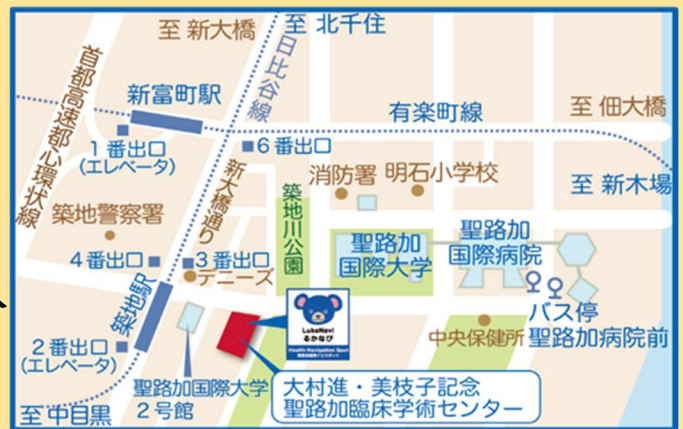 至 新大橋
至 北千住
日比谷線
首都高速都心環状線
新富町駅
有楽町線
至 佃大橋
1番出口
(エレベータ)
6番出口
新大橋通り
消防署
明石小学校
至 新木場
築地警察署
築地川公園
聖路加
国際大学
聖路加
国際病院
4番出口
3番出口
デニーズ
築地駅
LukeNavi
るかなび
Health Navigation Spot
バス停
聖路加病院前
中央保健所
2番出口
(エレベータ)
聖路加国際大学
2号館
大村進・美枝子記念
聖路加臨床学術センター
至 中目黒